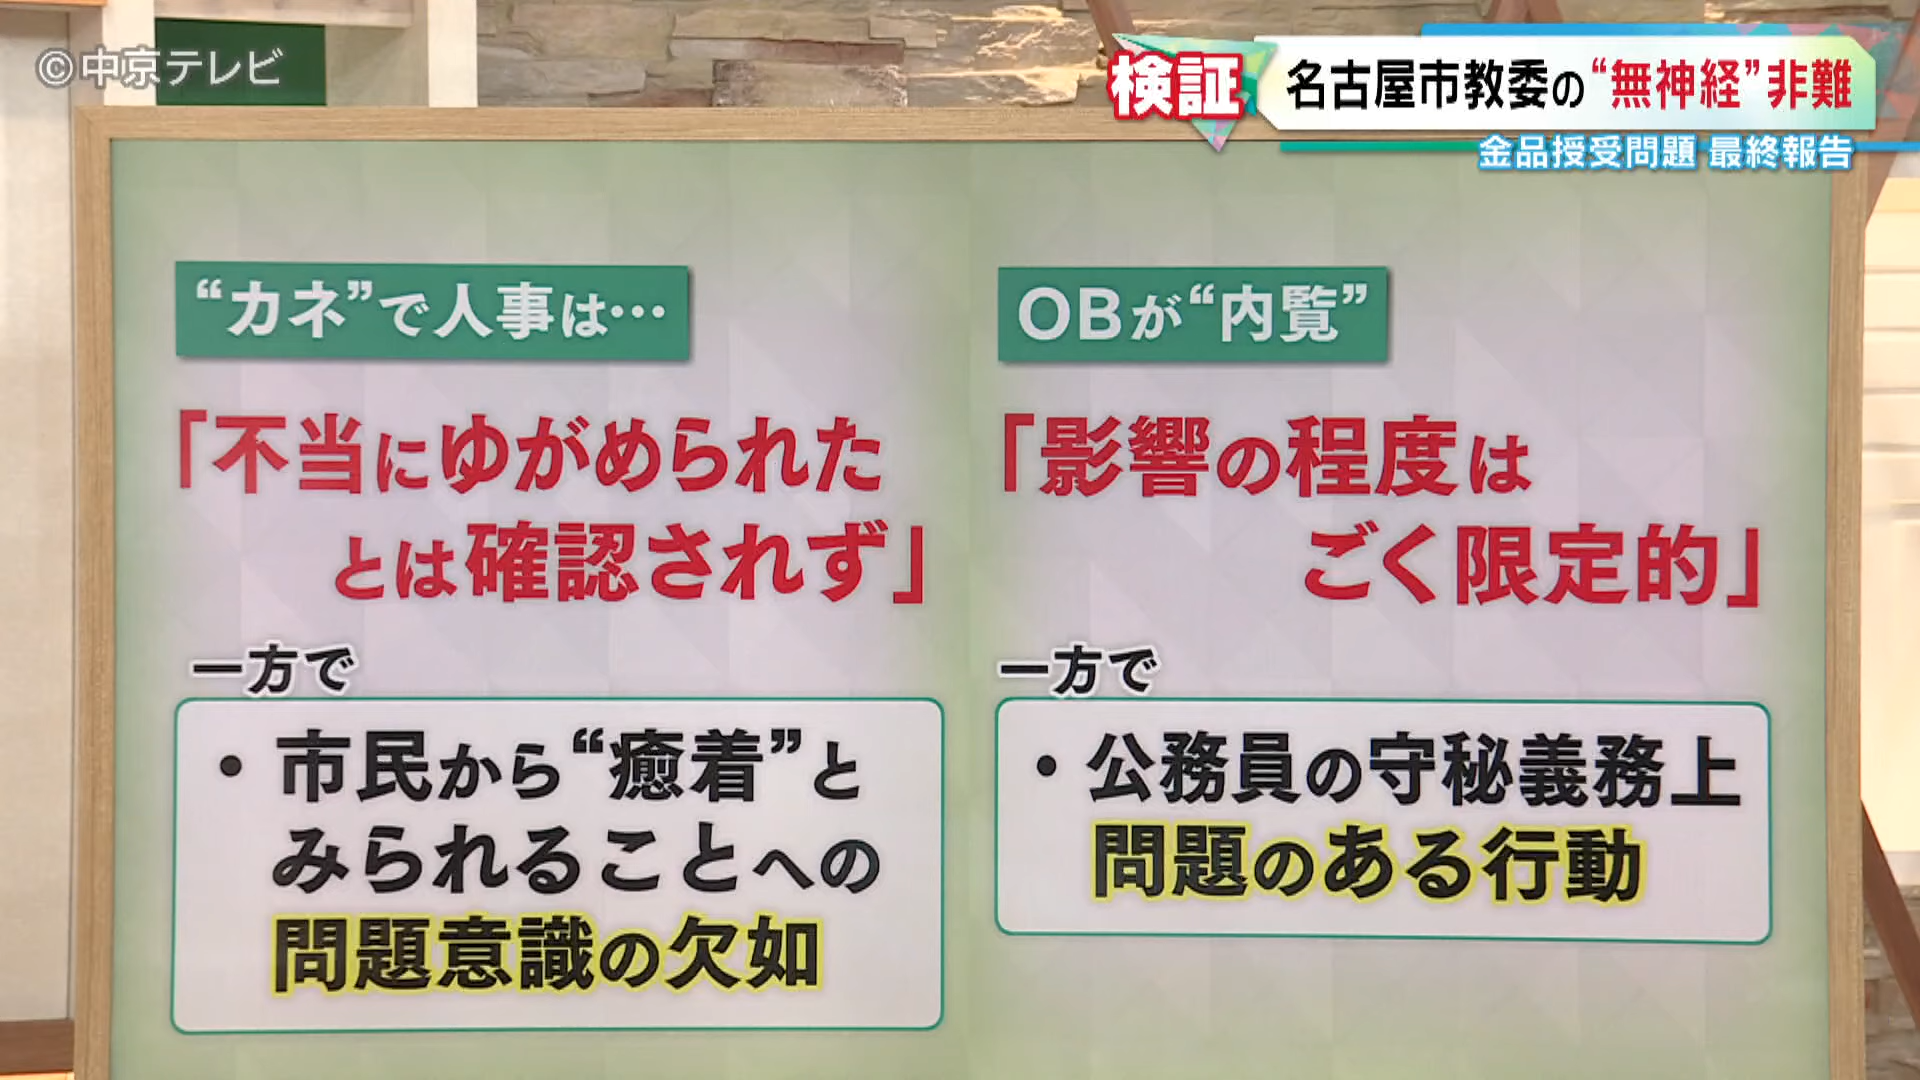 ©中京テレビ
検証
名古屋市教委の“無神経”非難
金品授受問題 最終報告
“カネ”で人事は…
「不当にゆがめられた
とは確認されず」
一方で
・市民から“癒着”と
みられることへの
問題意識の欠如
OBが“内覧”
「影響の程度は
ごく限定的」
一方で
・公務員の守秘義務上
問題のある行動